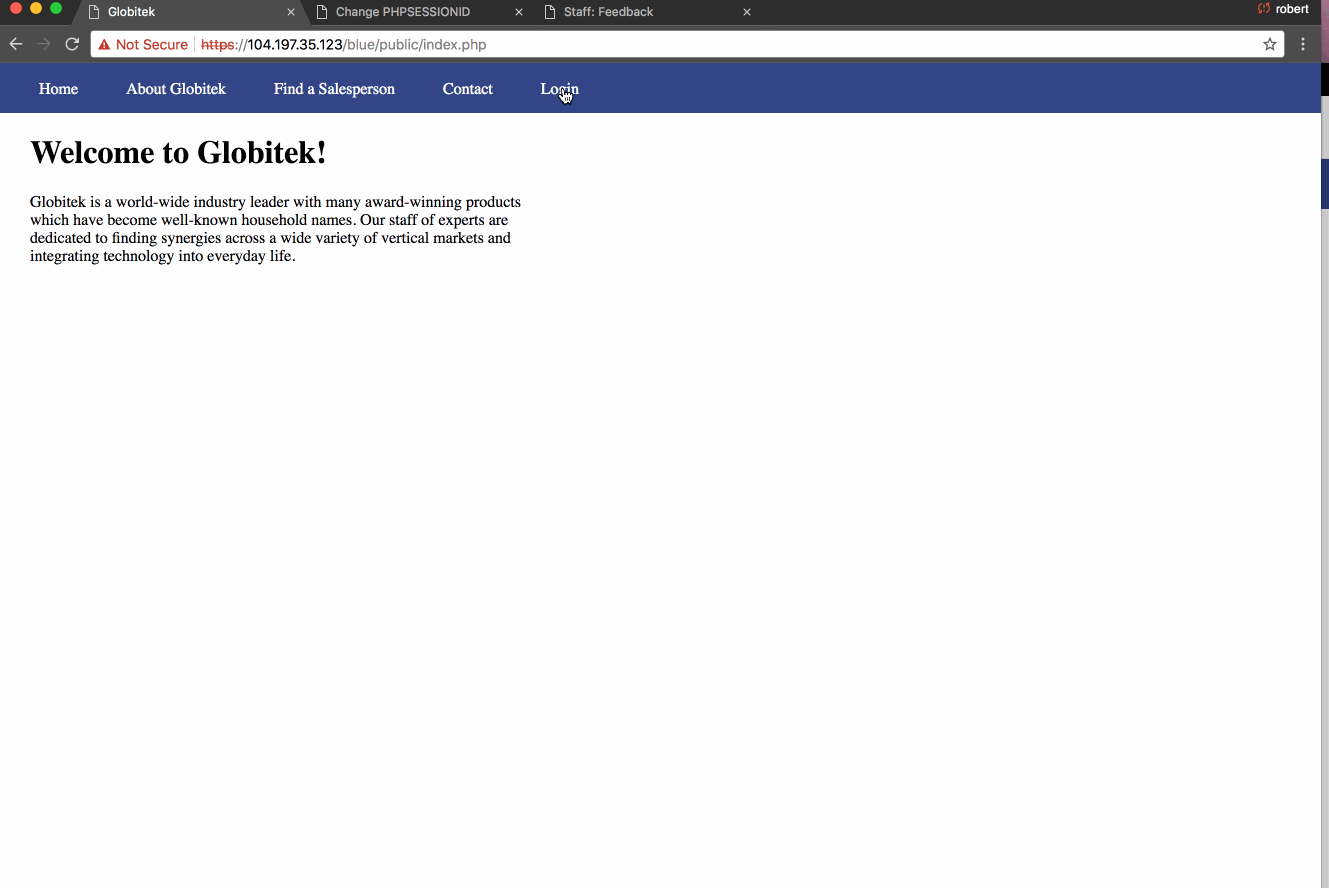 Globitek
Change PHPSESSIONID
Staff: Feedback
robert
Not Secure https://104.197.35.123/blue/public/index.php
Home About Globitek Find a Salesperson Contact Login
Welcome to Globitek!
Globitek is a world-wide industry leader with many award-winning products
which have become well-known household names. Our staff of experts are
dedicated to finding synergies across a wide variety of vertical markets and
integrating technology into everyday life.